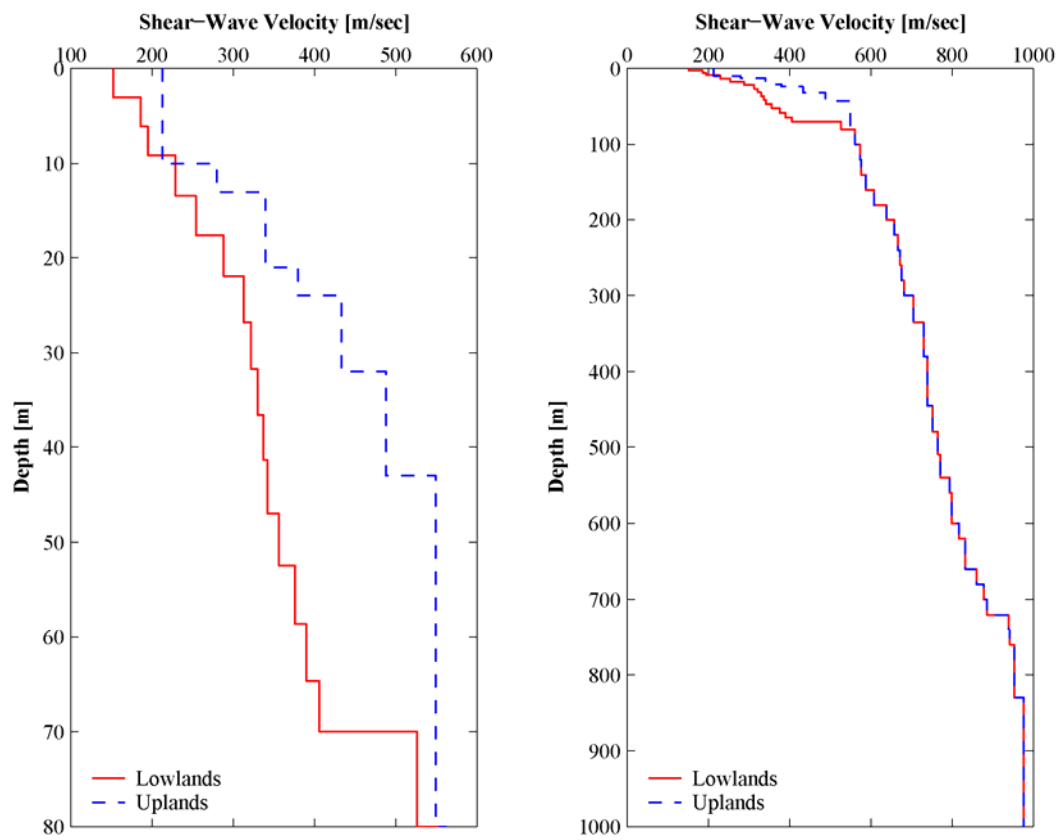 Shear-Wave Velocity [m/sec]
100 200 300 400 500 600
0
10
20
30
40
50
60
70
80
Depth [m]
Lowlands
Uplands
Shear-Wave Velocity [m/sec]
0 200 400 600 800 1000
0
100
200
300
400
500
600
700
800
900
1000
Depth [m]
Lowlands
Uplands